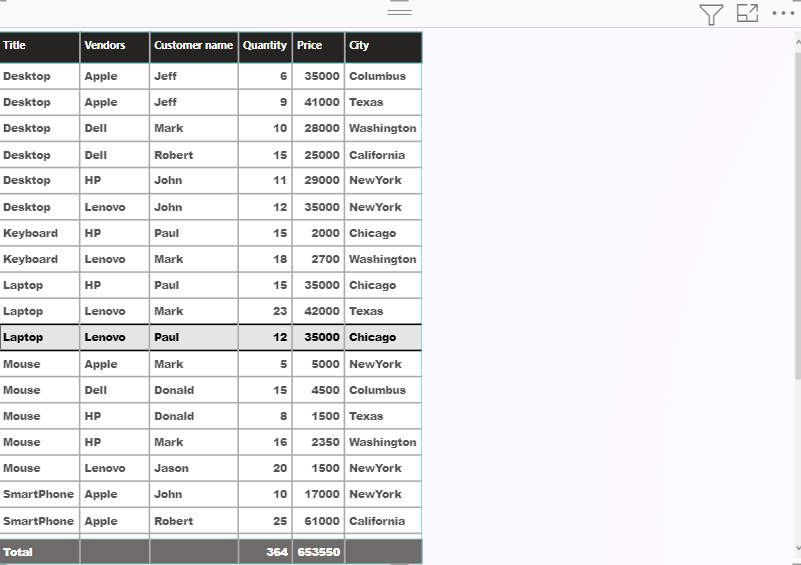 Title Vendors Customer name Quantity Price City
Desktop Apple Jeff 6 35000 Columbus
Desktop Apple Jeff 9 41000 Texas
Desktop Dell Mark 10 28000 Washington
Desktop Dell Robert 15 25000 California
Desktop HP John 11 29000 NewYork
Desktop Lenovo John 12 35000 NewYork
Keyboard HP Paul 15 2000 Chicago
Keyboard Lenovo Mark 18 2700 Washington
Laptop HP Paul 15 35000 Chicago
Laptop Lenovo Mark 23 42000 Texas
Laptop Lenovo Paul 12 35000 Chicago
Mouse Apple Mark 5 5000 NewYork
Mouse Dell Donald 15 4500 Columbus
Mouse HP Donald 8 1500 Texas
Mouse HP Mark 16 2350 Washington
Mouse Lenovo Jason 20 1500 NewYork
SmartPhone Apple John 10 17000 NewYork
SmartPhone Apple Robert 25 61000 California
Total 364 653550